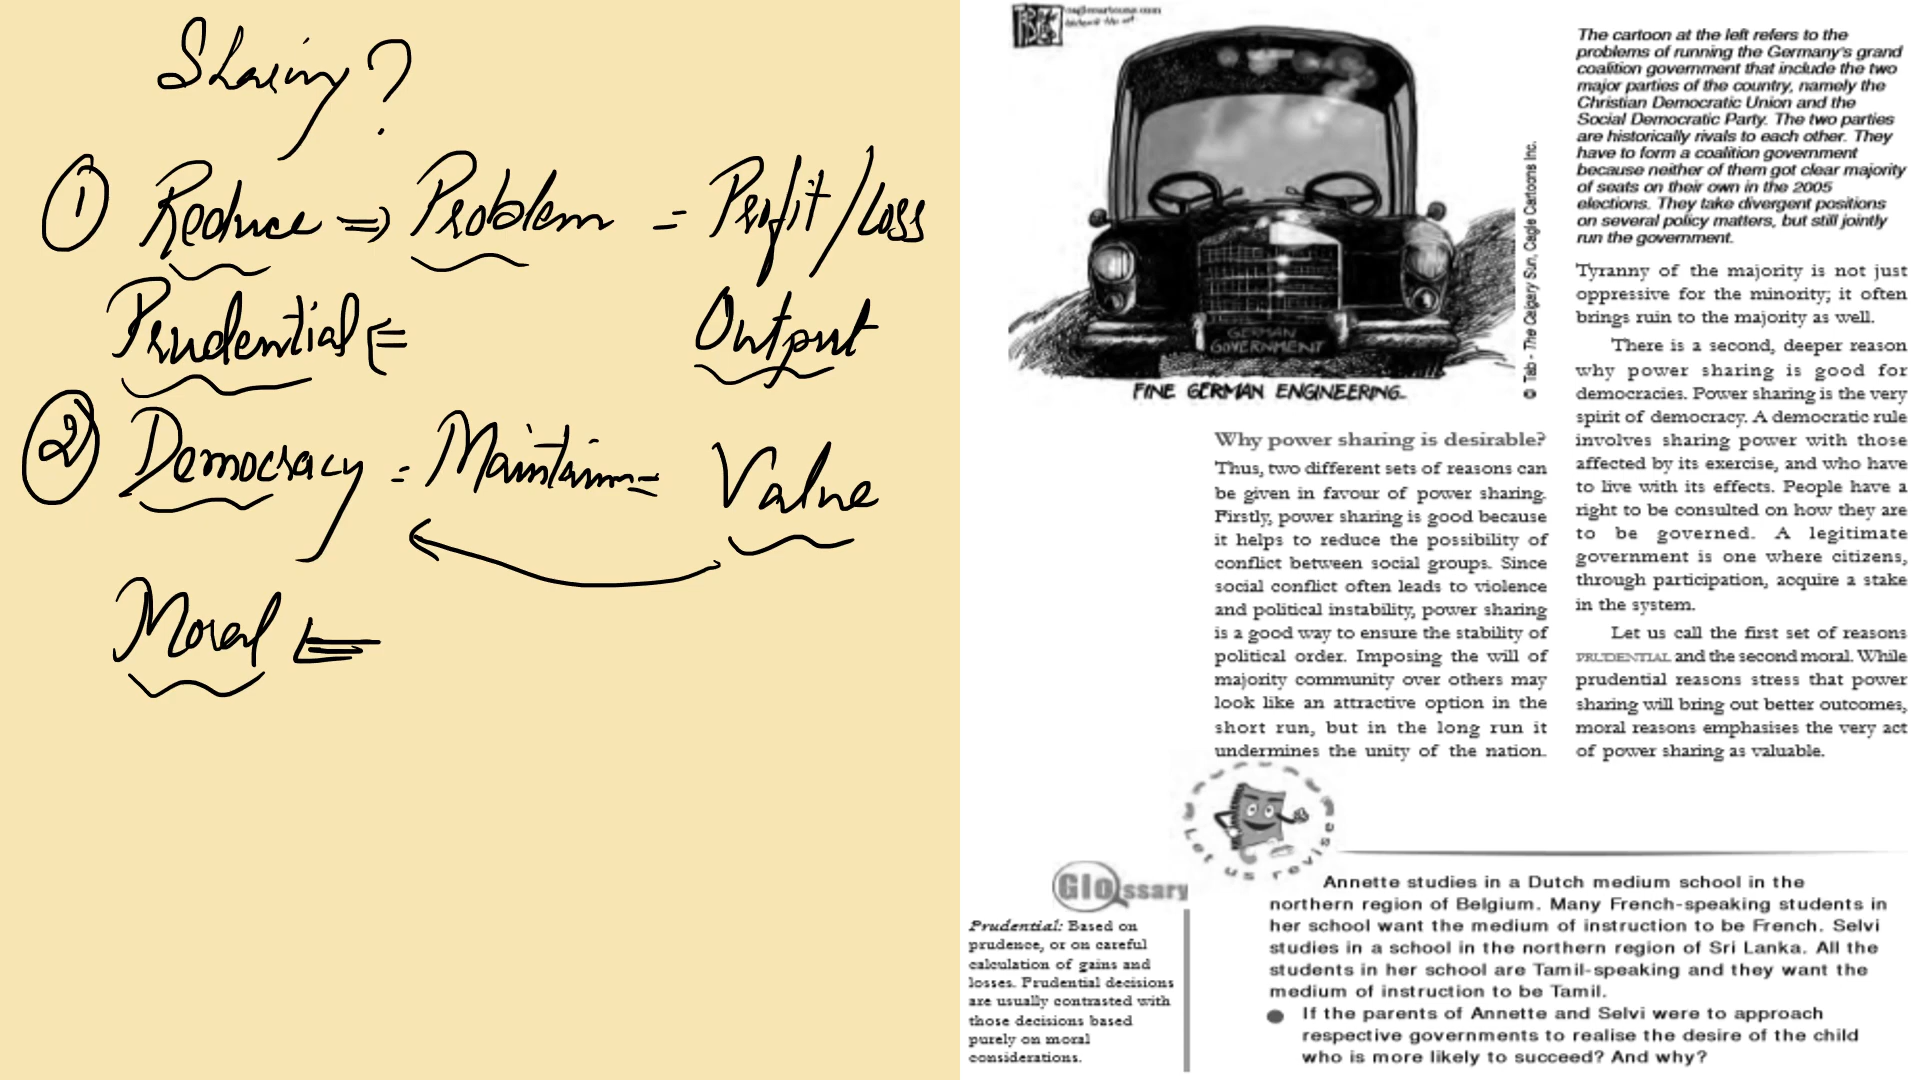 Sharing?
① Reduce ⇒ Problem = Profit/Loss
Prudential ⇐ Output
② Democracy = Maintain = Value
Moral ⇐
caglecartoons.com
GERMAN
GOVERNMENT
FINE GERMAN ENGINEERING..
© Tab - The Calgary Sun, Cagle Cartoons Inc.
The cartoon at the left refers to the
problems of running the Germany's grand
coalition government that include the two
major parties of the country, namely the
Christian Democratic Union and the
Social Democratic Party. The two parties
are historically rivals to each other. They
have to form a coalition government
because neither of them got clear majority
of seats on their own in the 2005
elections. They take divergent positions
on several policy matters, but still jointly
run the government.
Why power sharing is desirable?
Thus, two different sets of reasons can
be given in favour of power sharing.
Firstly, power sharing is good because
it helps to reduce the possibility of
conflict between social groups. Since
social conflict often leads to violence
and political instability, power sharing
is a good way to ensure the stability of
political order. Imposing the will of
majority community over others may
look like an attractive option in the
short run, but in the long run it
undermines the unity of the nation.
Tyranny of the majority is not just
oppressive for the minority; it often
brings ruin to the majority as well.
There is a second, deeper reason
why power sharing is good for
democracies. Power sharing is the very
spirit of democracy. A democratic rule
involves sharing power with those
affected by its exercise, and who have
to live with its effects. People have a
right to be consulted on how they are
to be governed. A legitimate
government is one where citizens,
through participation, acquire a stake
in the system.
Let us call the first set of reasons
PRUDENTIAL and the second moral. While
prudential reasons stress that power
sharing will bring out better outcomes,
moral reasons emphasises the very act
of power sharing as valuable.
Let us revise
Glossary
Prudential: Based on
prudence, or on careful
calculation of gains and
losses. Prudential decisions
are usually contrasted with
those decisions based
purely on moral
considerations.
Annette studies in a Dutch medium school in the
northern region of Belgium. Many French-speaking students in
her school want the medium of instruction to be French. Selvi
studies in a school in the northern region of Sri Lanka. All the
students in her school are Tamil-speaking and they want the
medium of instruction to be Tamil.
● If the parents of Annette and Selvi were to approach
respective governments to realise the desire of the child
who is more likely to succeed? And why?